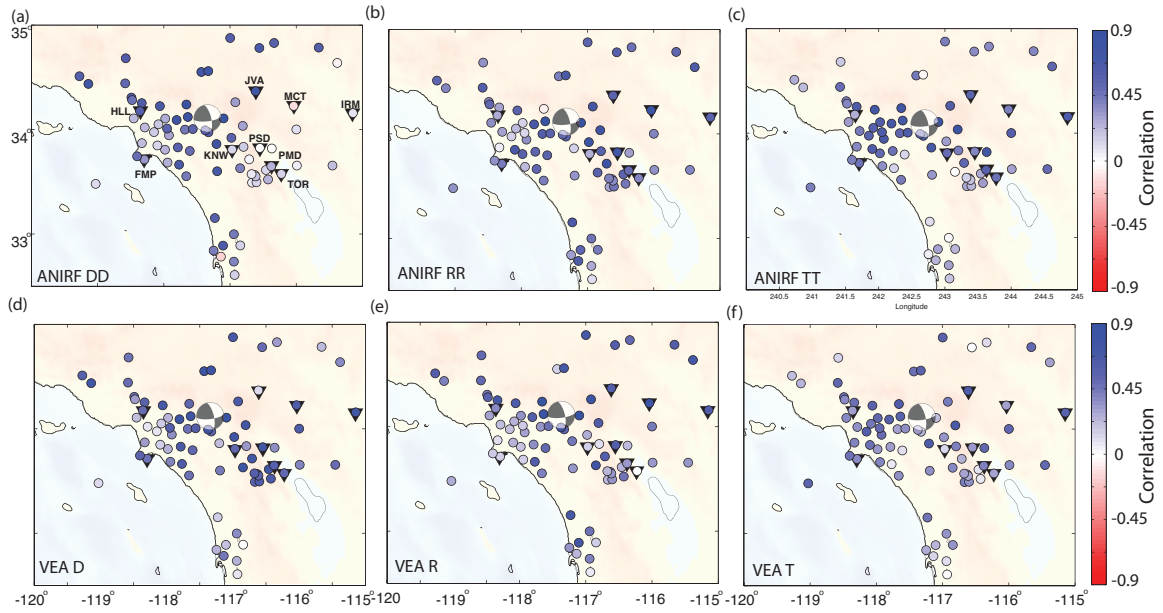 (a)
(b)
(c)
35°
34°
33°
JVA
MCT
IRM
HLL
PSD
KNW
PMD
FMP
TOR
ANIRF DD
ANIRF RR
ANIRF TT
240.5 241 241.5 242 242.5 243 243.5 244 244.5 245
Longitude
0.9
0.45
0
-0.45
-0.9
Correlation
(d)
(e)
(f)
VEA D
VEA R
VEA T
0.9
0.45
0
-0.45
-0.9
Correlation
-120° -119° -118° -117° -116° -115°
-120° -119° -118° -117° -116° -115°
-120° -119° -118° -117° -116° -115°